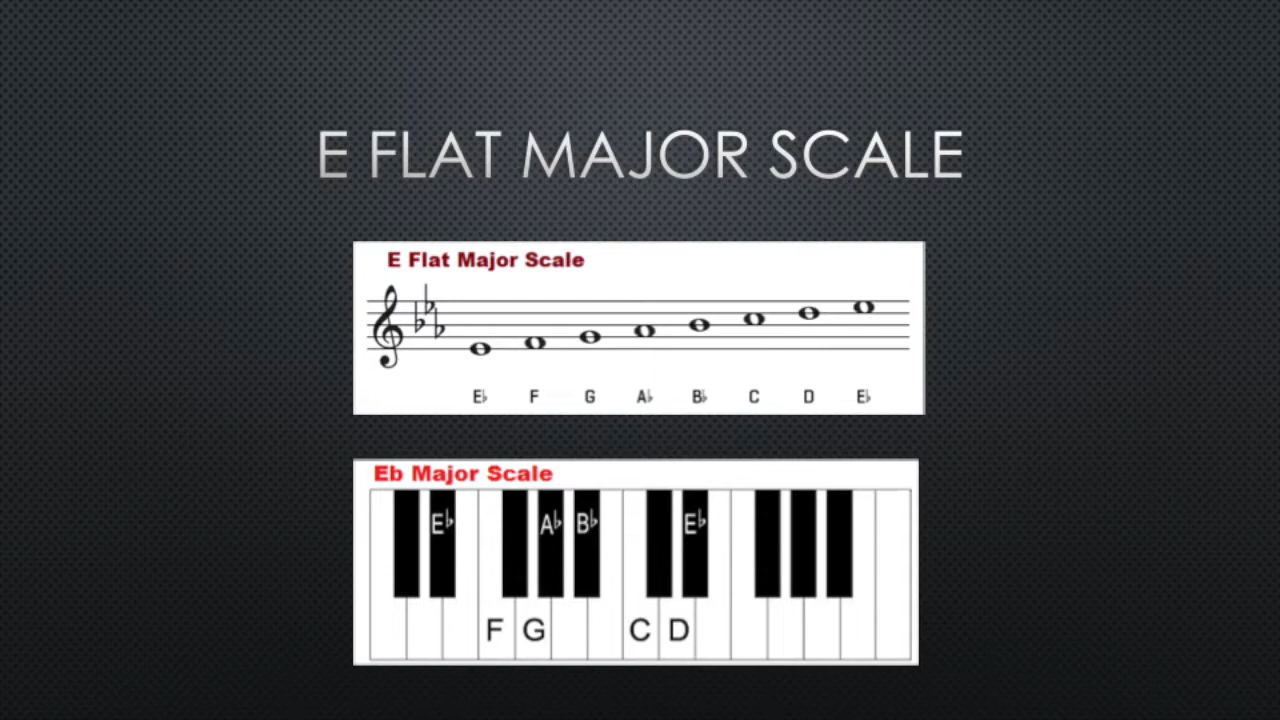 E FLAT MAJOR SCALE
E Flat Major Scale
E♭ F G A♭ B♭ C D E♭
Eb Major Scale
E♭ A♭ B♭ E♭
F G C D